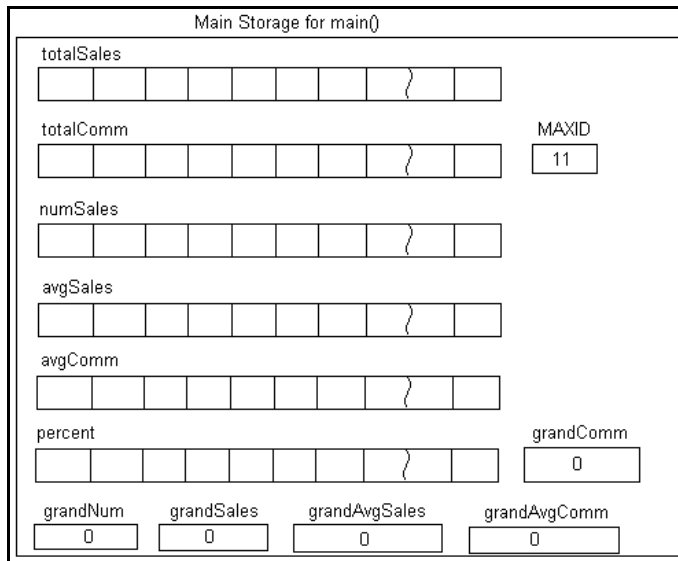 Main Storage for main()
totalSales
totalComm
MAXID
11
numSales
avgSales
avgComm
percent
grandComm
0
grandNum grandSales grandAvgSales grandAvgComm
0 0 0 0